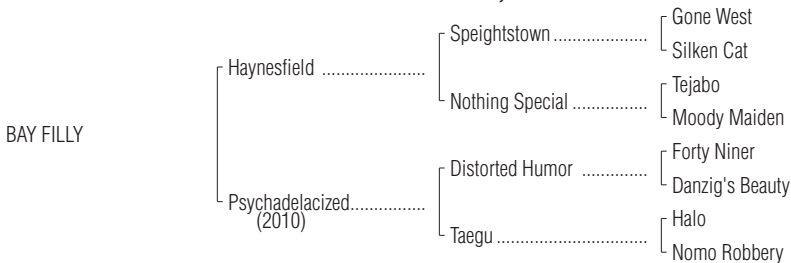 Gone West
Speightstown ....................
Silken Cat
Haynesfield ......................
Tejabo
Nothing Special ................
Moody Maiden
BAY FILLY
Forty Niner
Distorted Humor ..............
Danzig's Beauty
Psychadelacized................
(2010)
Halo
Taegu ................................
Nomo Robbery